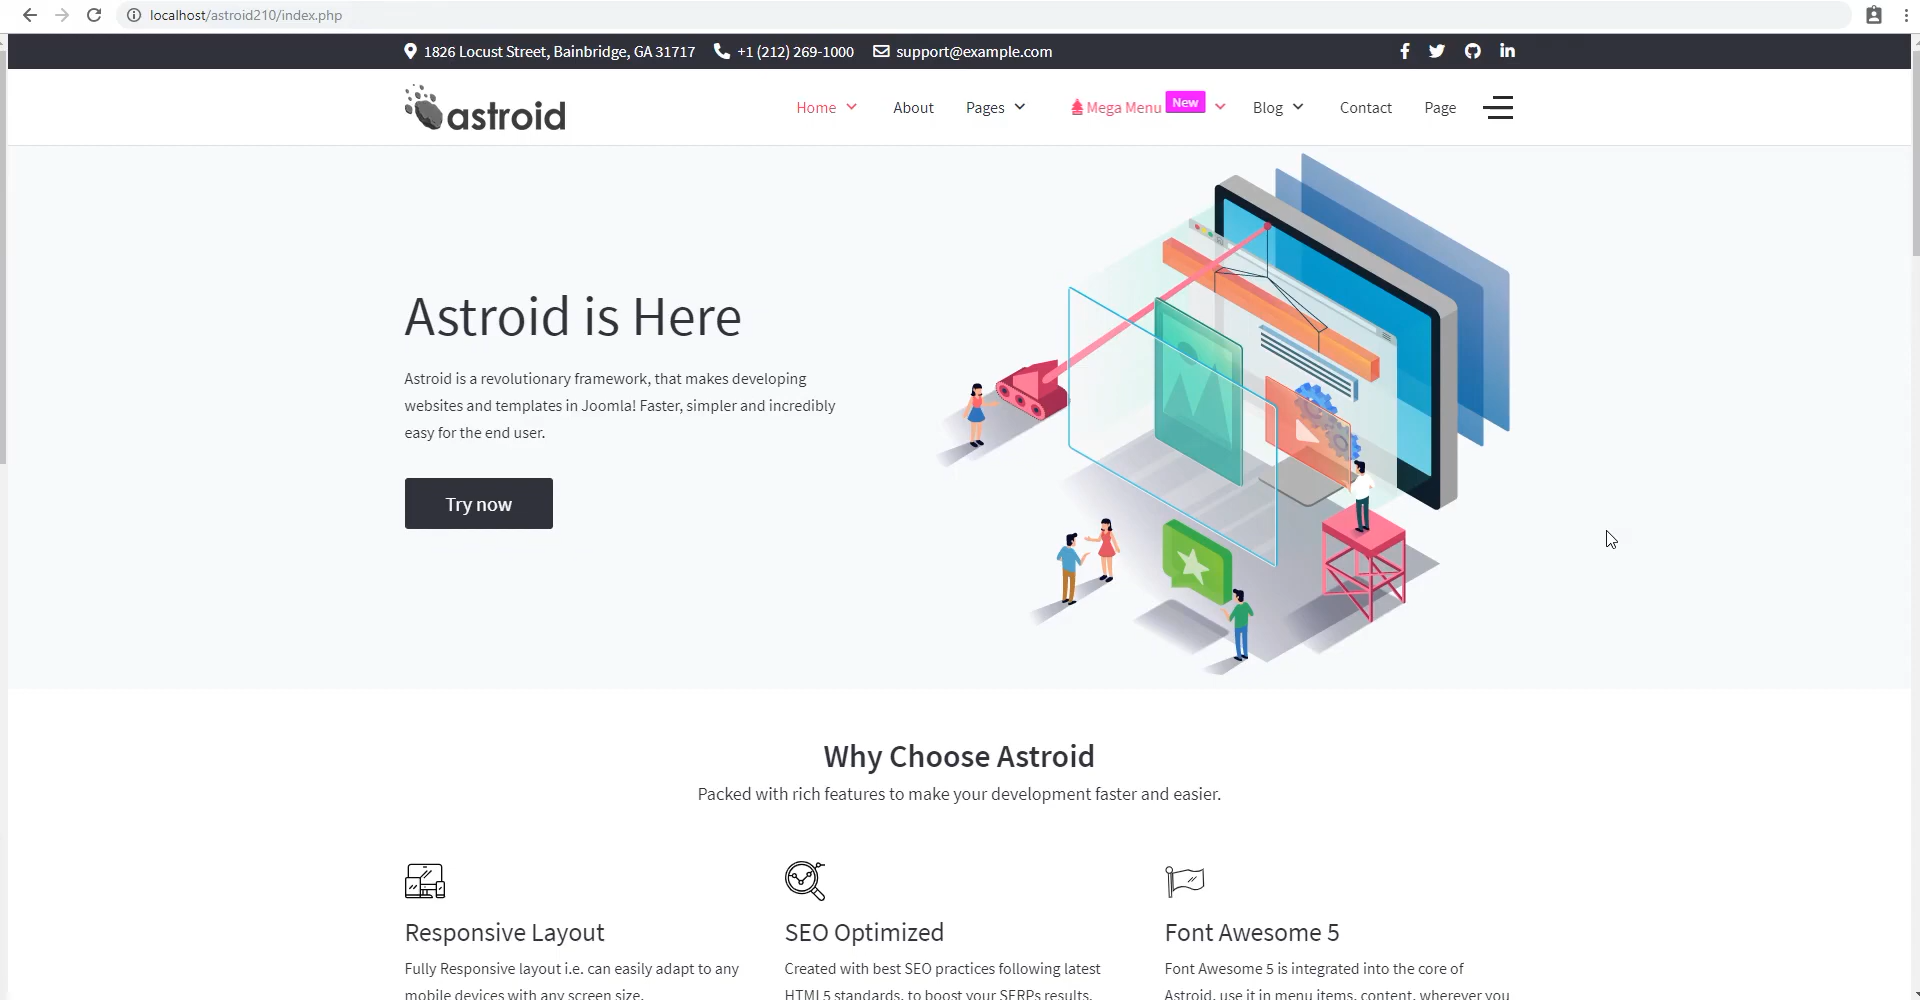 localhost/astroid210/index.php
1826 Locust Street, Bainbridge, GA 31717 +1 (212) 269-1000 support@example.com
astroid
Home About Pages Mega Menu New Blog Contact Page
Astroid is Here
Astroid is a revolutionary framework, that makes developing
websites and templates in Joomla! Faster, simpler and incredibly
easy for the end user.
Try now
Why Choose Astroid
Packed with rich features to make your development faster and easier.
Responsive Layout
Fully Responsive layout i.e. can easily adapt to any
mobile devices with any screen size.
SEO Optimized
Created with best SEO practices following latest
HTML5 standards, to boost your SERPs results.
Font Awesome 5
Font Awesome 5 is integrated into the core of
Astroid, use it in menu items, content, wherever you